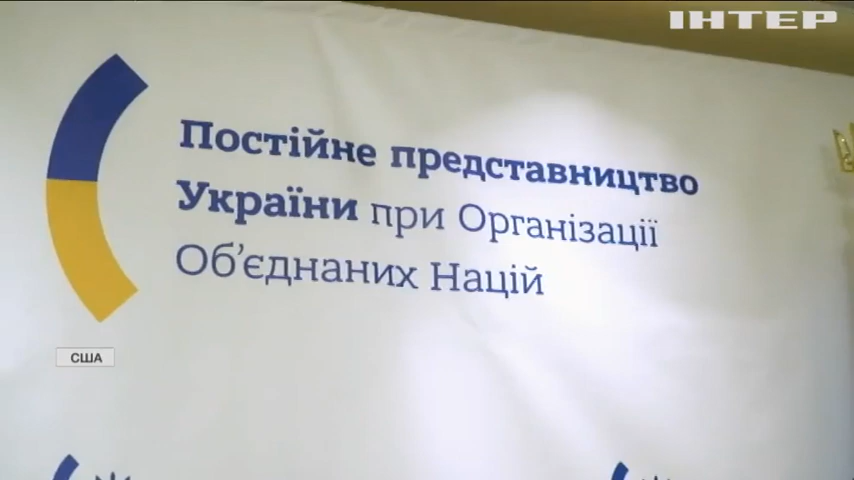 ІНТЕР
Постійне представництво
України при Організації
Об’єднаних Націй
США